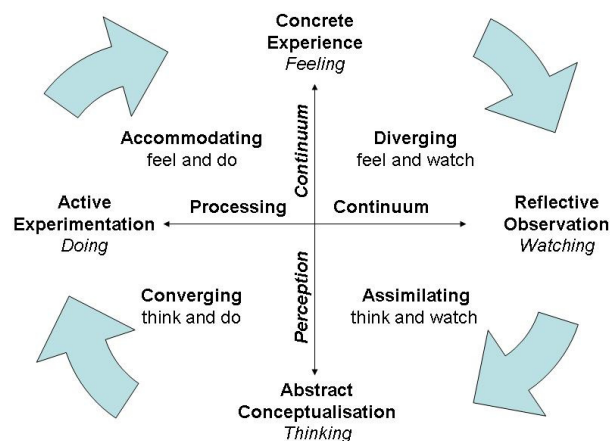 Concrete
Experience
Feeling
Accommodating
feel and do
Continuum
Diverging
feel and watch
Active
Experimentation
Doing
Processing
Continuum
Reflective
Observation
Watching
Converging
think and do
Perception
Assimilating
think and watch
Abstract
Conceptualisation
Thinking